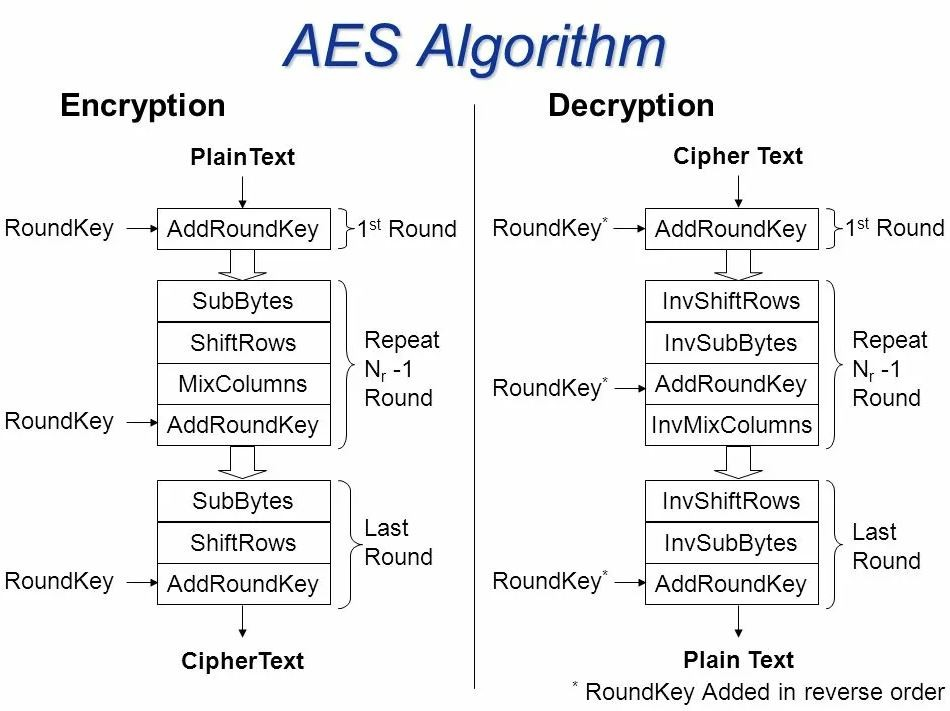 AES Algorithm
Encryption
PlainText
RoundKey
AddRoundKey
1st Round
SubBytes
ShiftRows
MixColumns
RoundKey
AddRoundKey
Repeat
Nr -1
Round
SubBytes
ShiftRows
RoundKey
AddRoundKey
Last
Round
CipherText
Decryption
Cipher Text
RoundKey*
AddRoundKey
1st Round
InvShiftRows
InvSubBytes
RoundKey*
AddRoundKey
InvMixColumns
Repeat
Nr -1
Round
InvShiftRows
InvSubBytes
RoundKey*
AddRoundKey
Last
Round
Plain Text
* RoundKey Added in reverse order